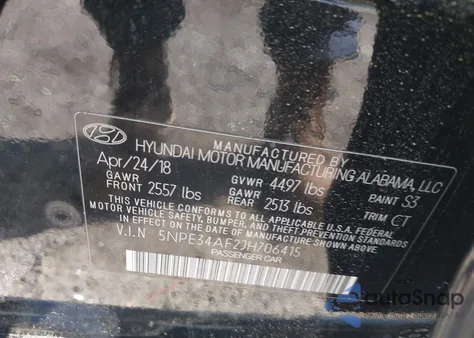 MANUFACTURED BY
HYUNDAI MOTOR MANUFACTURING ALABAMA, LLC
Apr/24/18 GVWR 4497 lbs PAINT S3
GAWR FRONT 2557 lbs GAWR REAR 2513 lbs TRIM CT
THIS VEHICLE CONFORMS TO ALL APPLICABLE U.S.A. FEDERAL
MOTOR VEHICLE SAFETY, BUMPER, AND THEFT PREVENTION STANDARDS
IN EFFECT ON THE DATE OF MANUFACTURE SHOWN ABOVE
V.I.N 5NPE34AF2JH706415
PASSENGER CAR
autoSnap